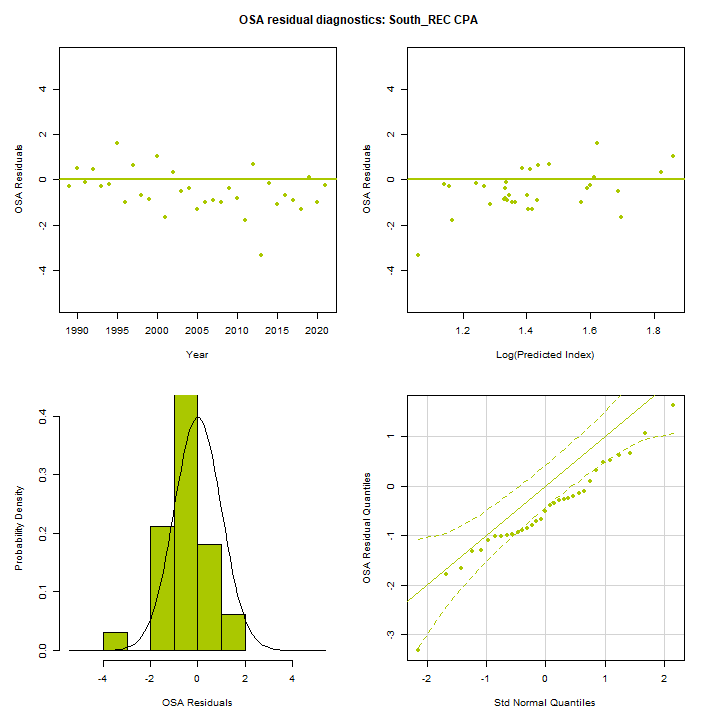 OSA residual diagnostics: South_REC CPA
OSA Residuals
4
2
0
-2
-4
1990 1995 2000 2005 2010 2015 2020
Year
OSA Residuals
4
2
0
-2
-4
1.2 1.4 1.6 1.8
Log(Predicted Index)
Probability Density
0.4
0.3
0.2
0.1
0.0
-4 -2 0 2 4
OSA Residuals
OSA Residual Quantiles
1
0
-1
-2
-3
-2 -1 0 1 2
Std Normal Quantiles